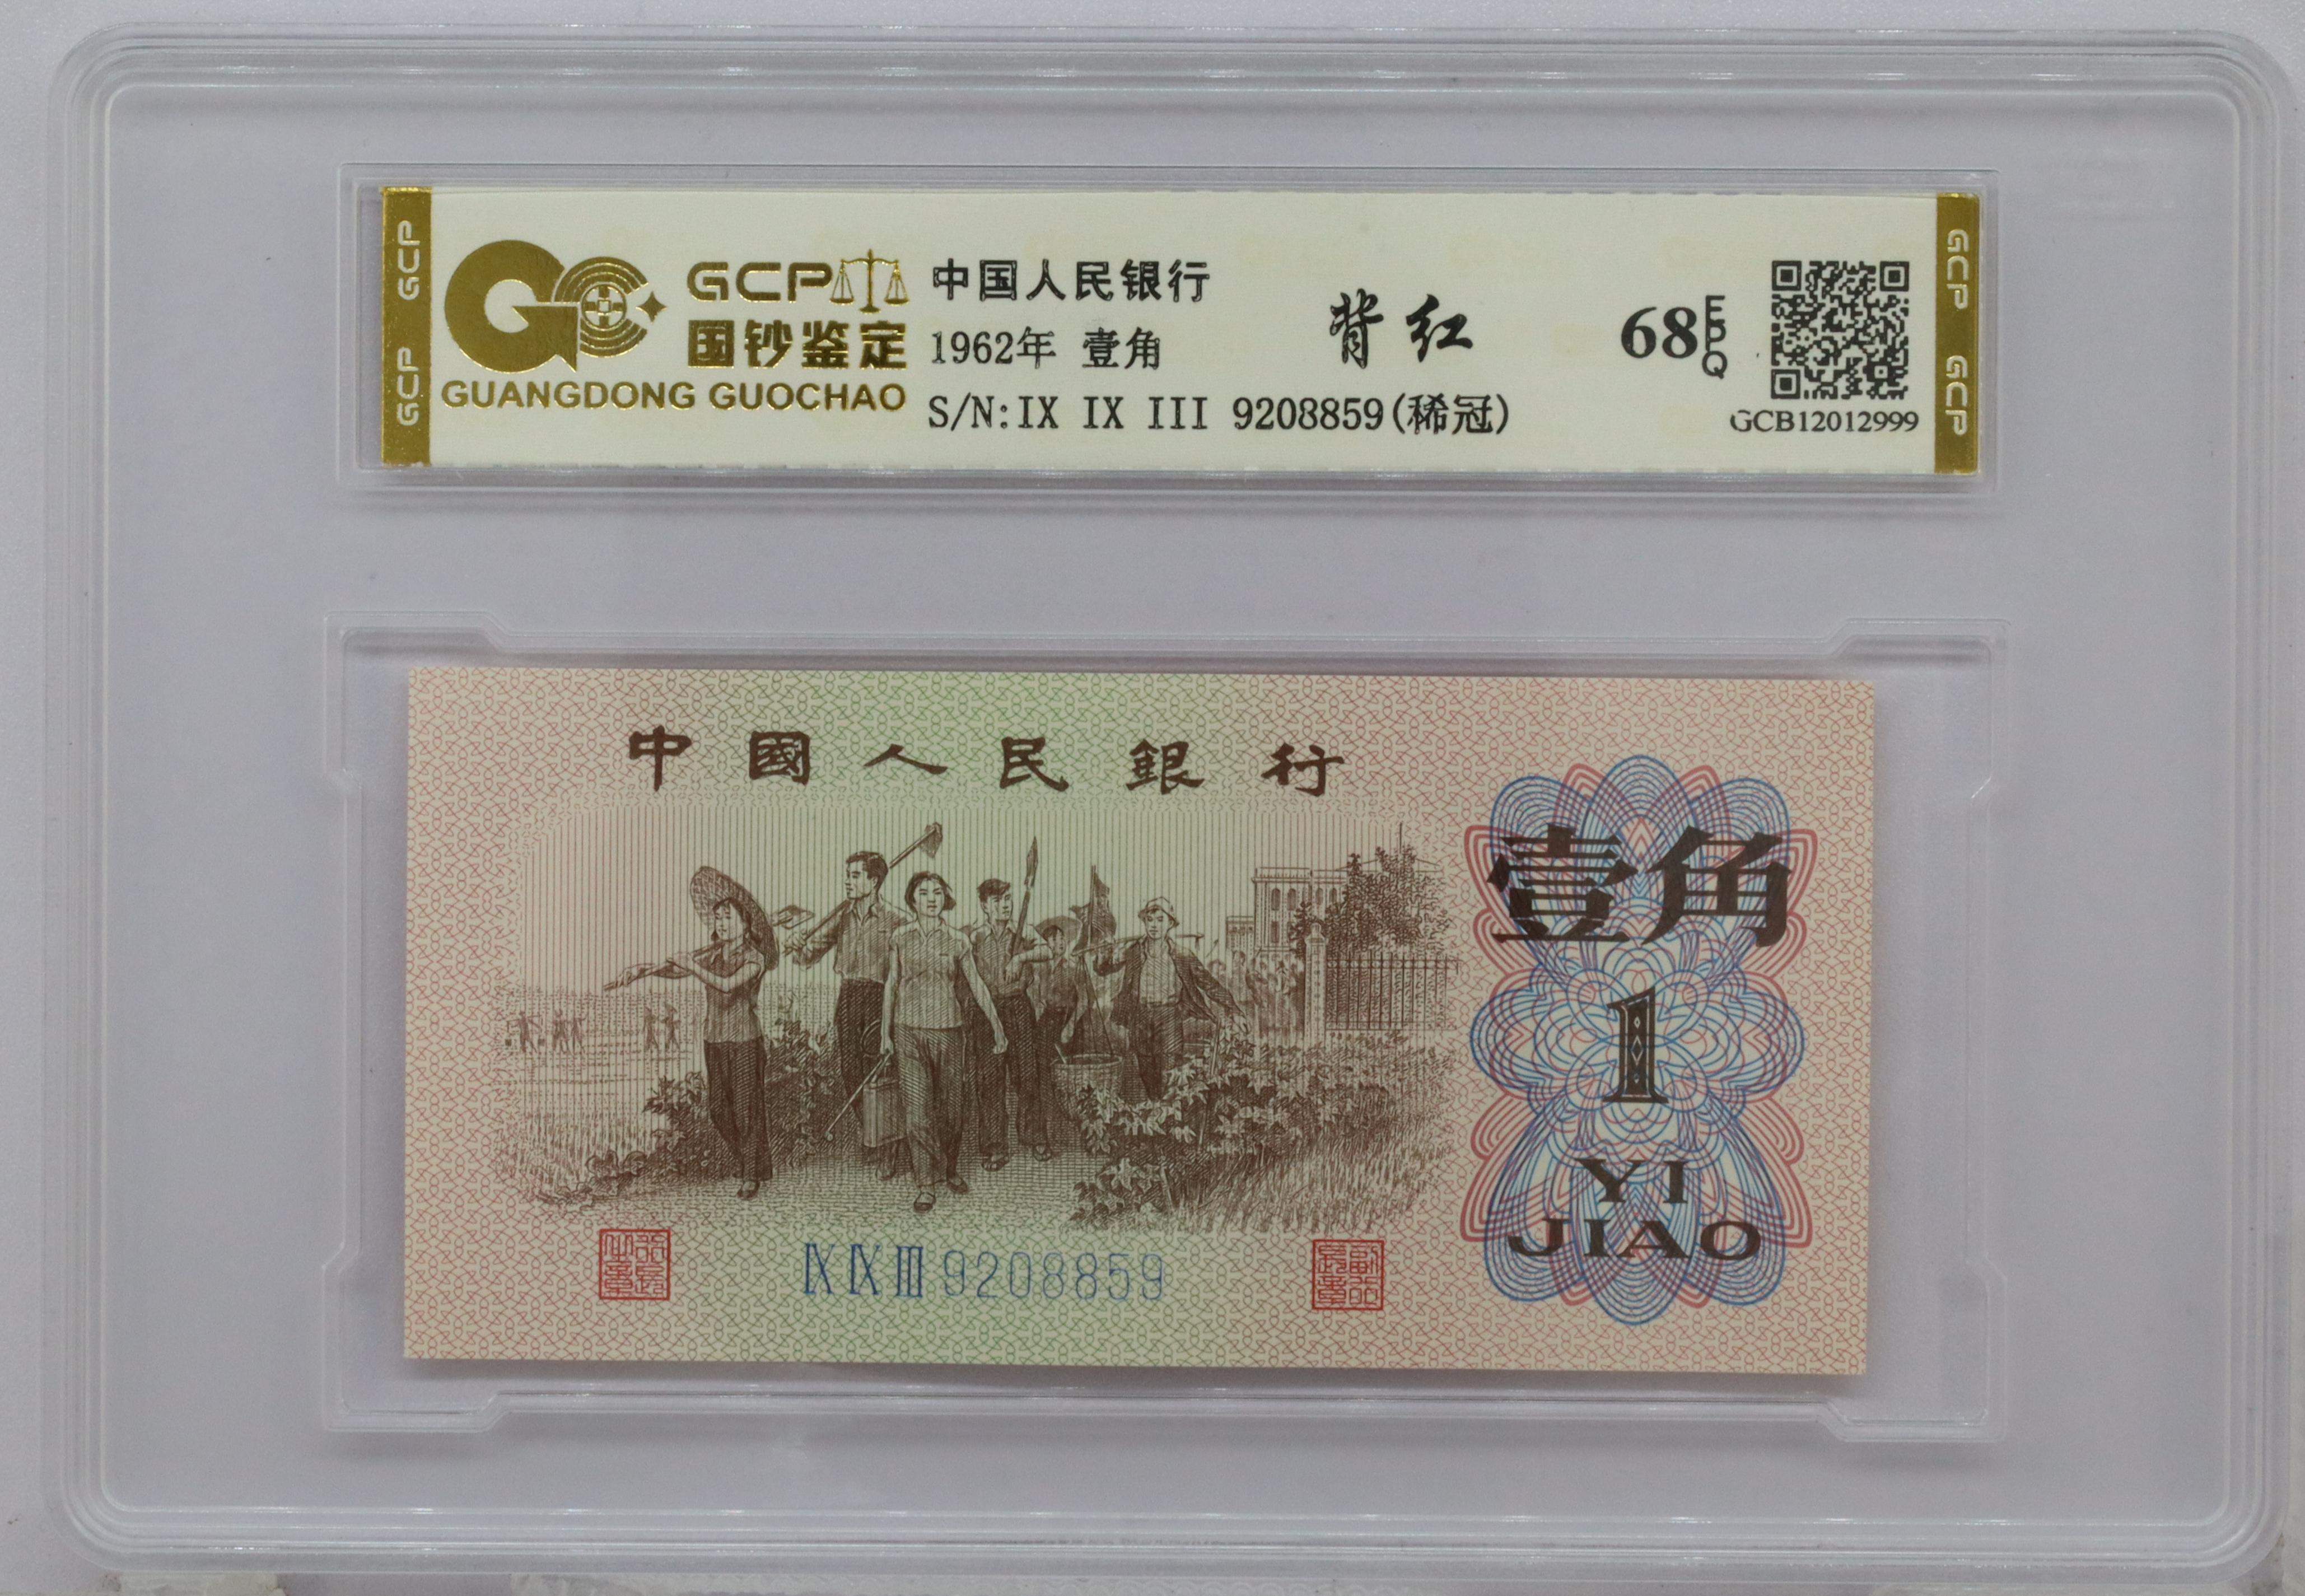 GCP GCP
GCP
国钞鉴定
GUANGDONG GUOCHAO
中国人民银行
1962年 壹角
S/N:IX IX III 9208859(稀冠)
背红
68EPQ
GCB12012999
GCP GCP
中國人民銀行
壹角
1
YI
JIAO
IX IX III 9208859